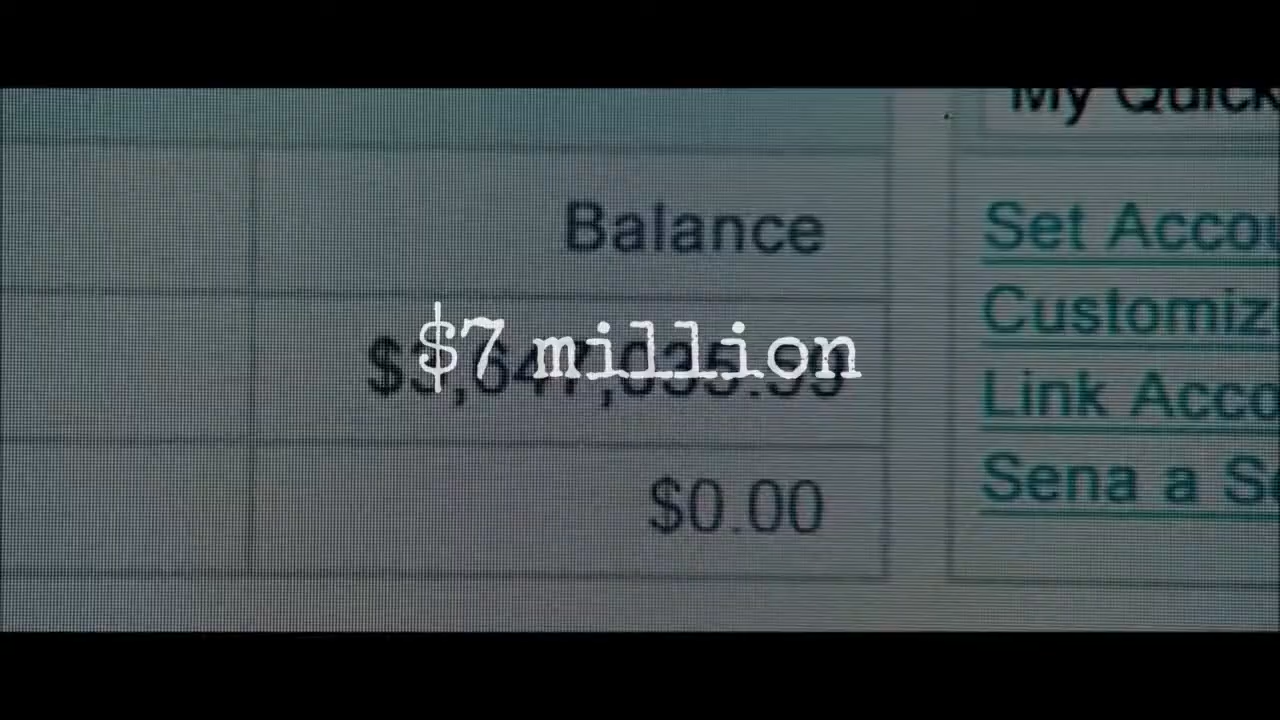 My Quick
Balance
Set Accou
Customiz
$7 million
Link Acco
$0.00
Sena a S